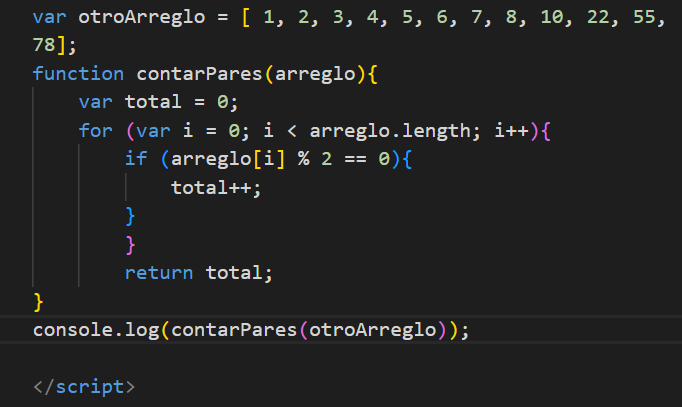 var otroArreglo = [ 1, 2, 3, 4, 5, 6, 7, 8, 10, 22, 55,
78];
function contarPares(arreglo){
    var total = 0;
    for (var i = 0; i < arreglo.length; i++){
        if (arreglo[i] % 2 == 0){
            total++;
        }
        }
        return total;
}
console.log(contarPares(otroArreglo));
</script>